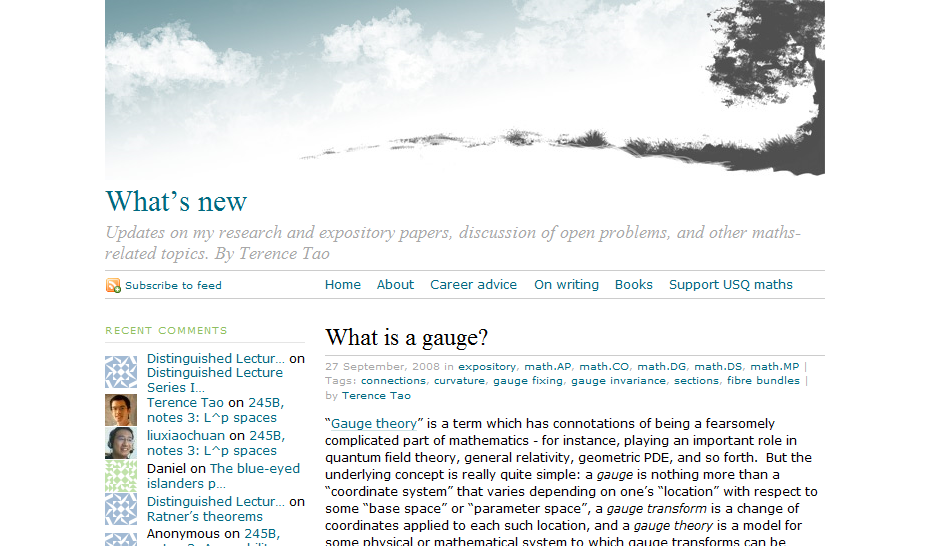 What's new
Updates on my research and expository papers, discussion of open problems, and other maths-
related topics. By Terence Tao
Subscribe to feed
Home About Career advice On writing Books Support USQ maths
RECENT COMMENTS
Distinguished Lectur... on
Distinguished Lecture
Series I...
Terence Tao on 245B,
notes 3: L^p spaces
liuxiaochuan on 245B,
notes 3: L^p spaces
Daniel on The blue-eyed
islanders p...
Distinguished Lectur... on
Ratner's theorems
Anonymous on 245B,
What is a gauge?
27 September, 2008 in expository, math.AP, math.CO, math.DG, math.DS, math.MP |
Tags: connections, curvature, gauge fixing, gauge invariance, sections, fibre bundles |
by Terence Tao
“Gauge theory” is a term which has connotations of being a fearsomely
complicated part of mathematics - for instance, playing an important role in
quantum field theory, general relativity, geometric PDE, and so forth.  But the
underlying concept is really quite simple: a gauge is nothing more than a
“coordinate system” that varies depending on one’s “location” with respect to
some “base space” or “parameter space”, a gauge transform is a change of
coordinates applied to each such location, and a gauge theory is a model for
some physical or mathematical system to which gauge transforms can be